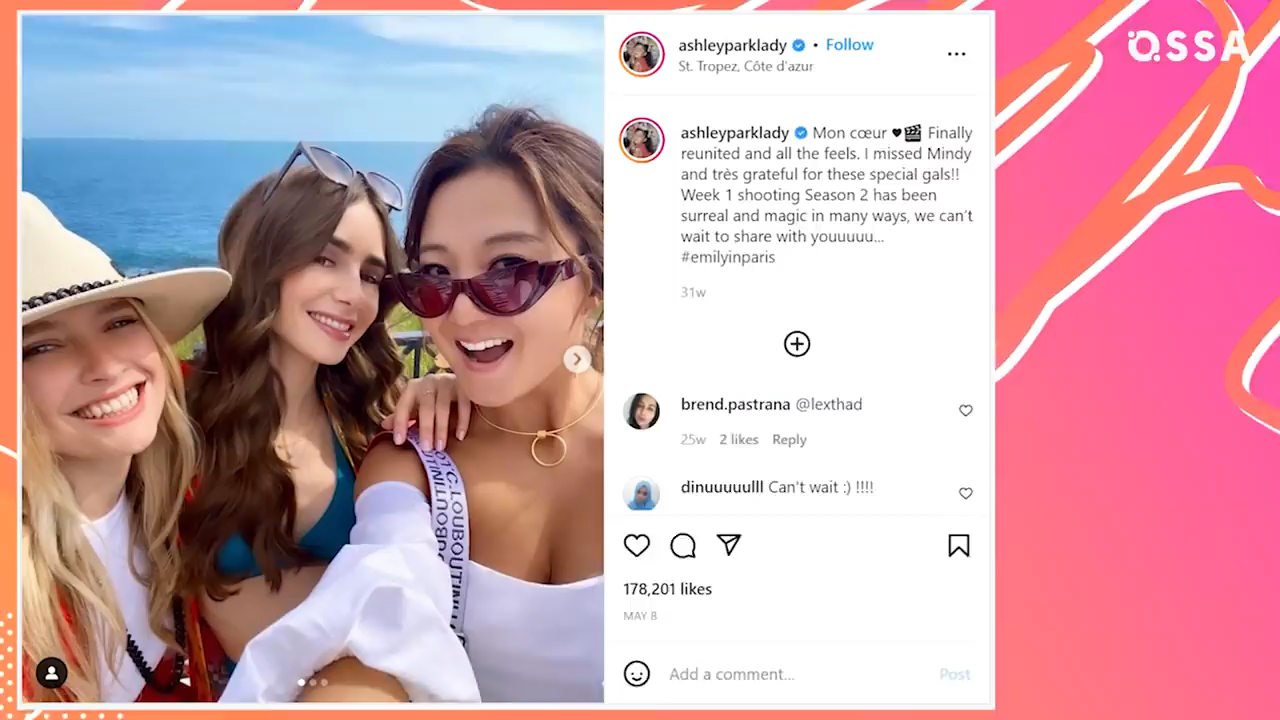 QSSA
ashleyparklady • Follow
St. Tropez, Côte d'azur
ashleyparklady Mon cœur ♥🎬 Finally
reunited and all the feels. I missed Mindy
and très grateful for these special gals!!
Week 1 shooting Season 2 has been
surreal and magic in many ways, we can't
wait to share with youuuuu...
#emilyinparis
31w
brend.pastrana @lexthad
25w 2 likes Reply
dinuuuuulll Can't wait :) !!!!
178,201 likes
MAY 8
Add a comment... Post
C.LOUBOUTIN